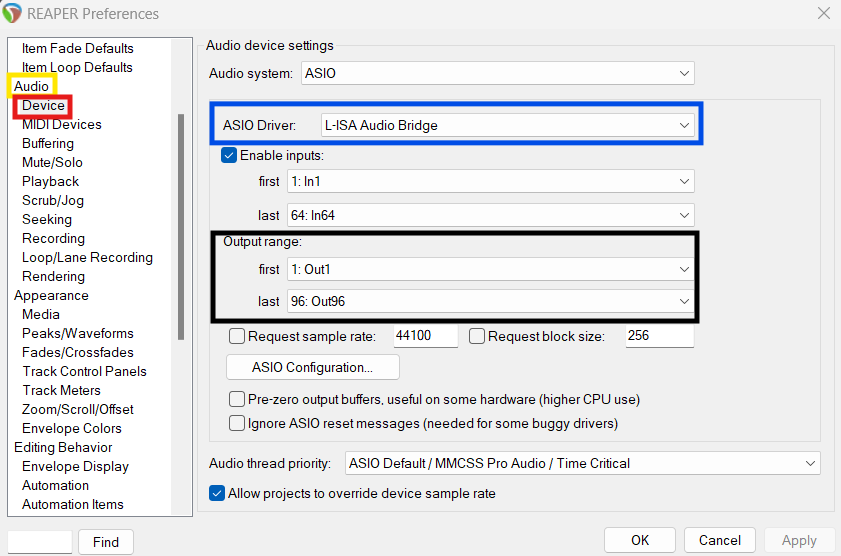 REAPER Preferences
Item Fade Defaults
Item Loop Defaults
Audio
Device
MIDI Devices
Buffering
Mute/Solo
Playback
Scrub/Jog
Seeking
Recording
Loop/Lane Recording
Rendering
Appearance
Media
Peaks/Waveforms
Fades/Crossfades
Track Control Panels
Track Meters
Zoom/Scroll/Offset
Envelope Colors
Editing Behavior
Envelope Display
Automation
Automation Items
Find
Audio device settings
Audio system: ASIO
ASIO Driver: L-ISA Audio Bridge
Enable inputs:
first 1: In1
last 64: In64
Output range:
first 1: Out1
last 96: Out96
Request sample rate: 44100 Request block size: 256
ASIO Configuration...
Pre-zero output buffers, useful on some hardware (higher CPU use)
Ignore ASIO reset messages (needed for some buggy drivers)
Audio thread priority: ASIO Default / MMCSS Pro Audio / Time Critical
Allow projects to override device sample rate
OK Cancel Apply